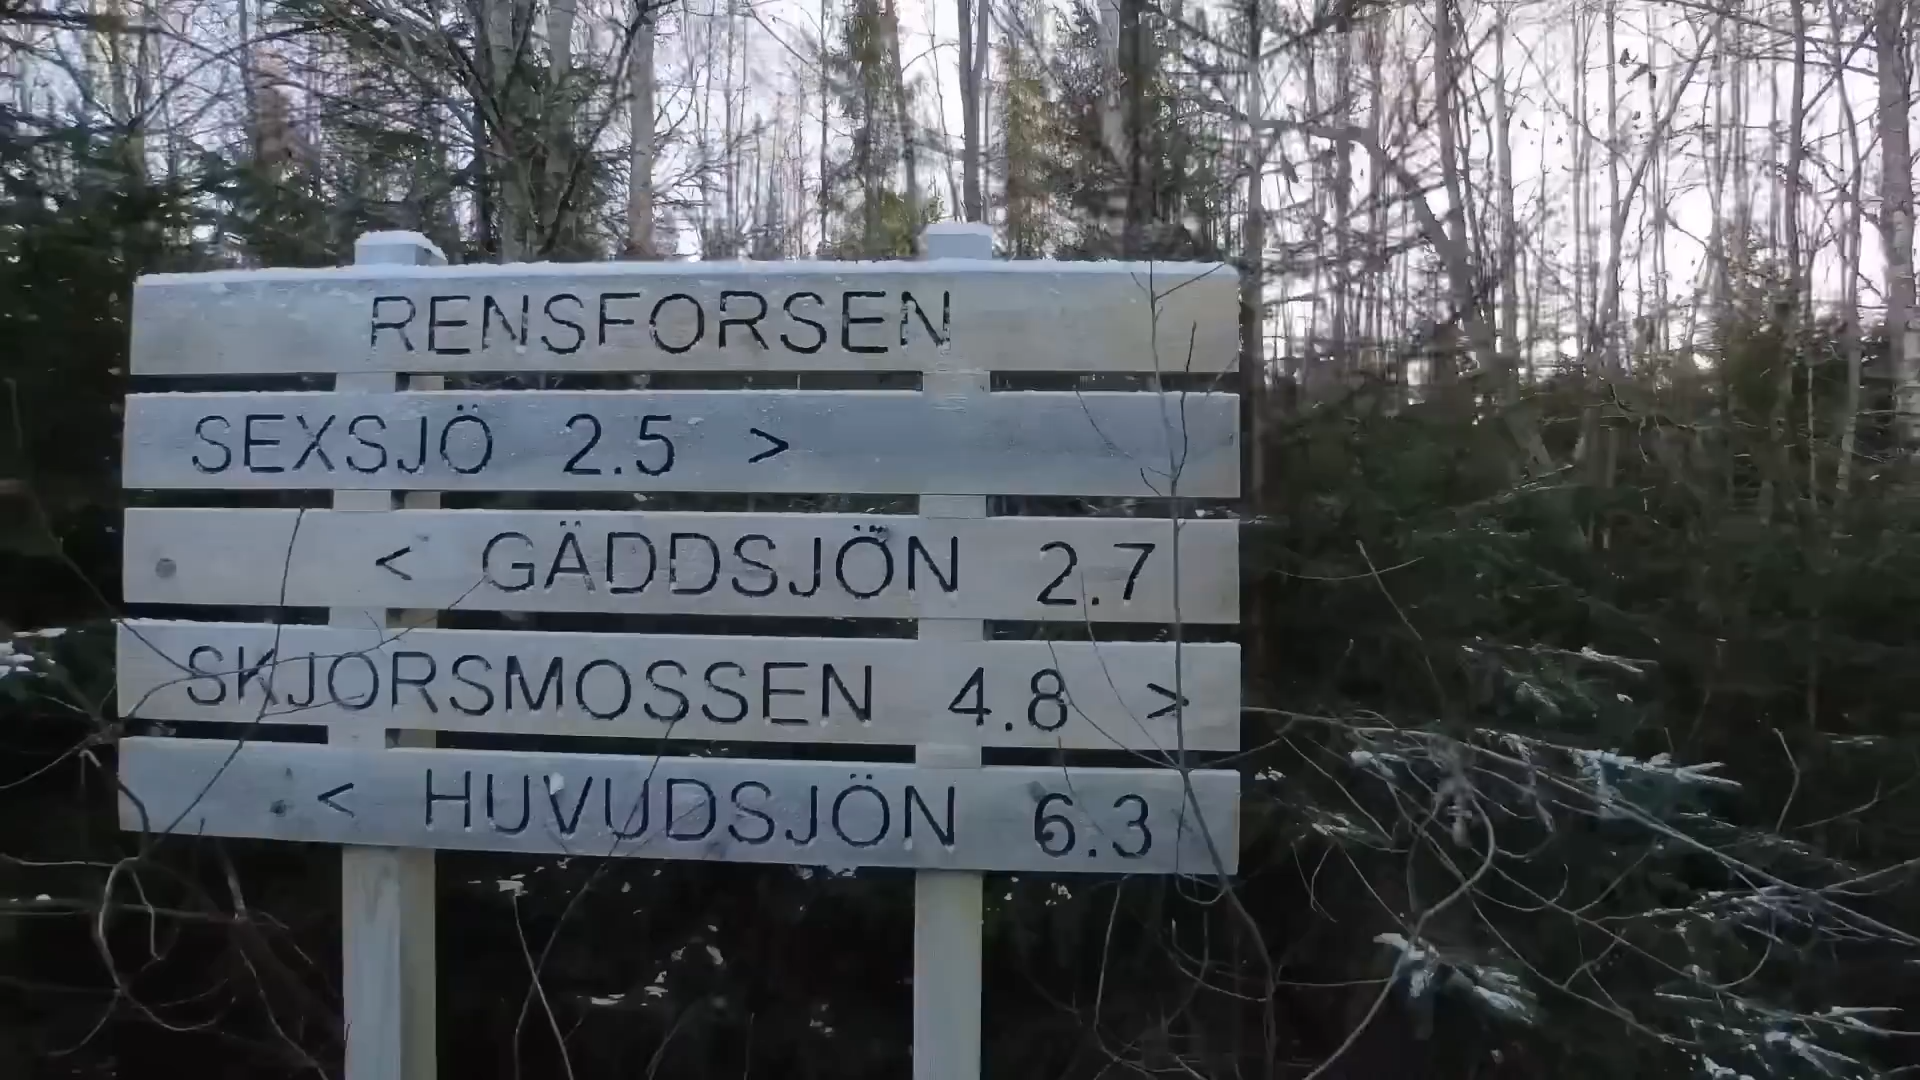 RENSFORSEN
SEXSJÖ 2.5 >
< GÄDDSJÖN 2.7
SKJORSMOSSEN 4.8 >
< HUVUDSJÖN 6.3